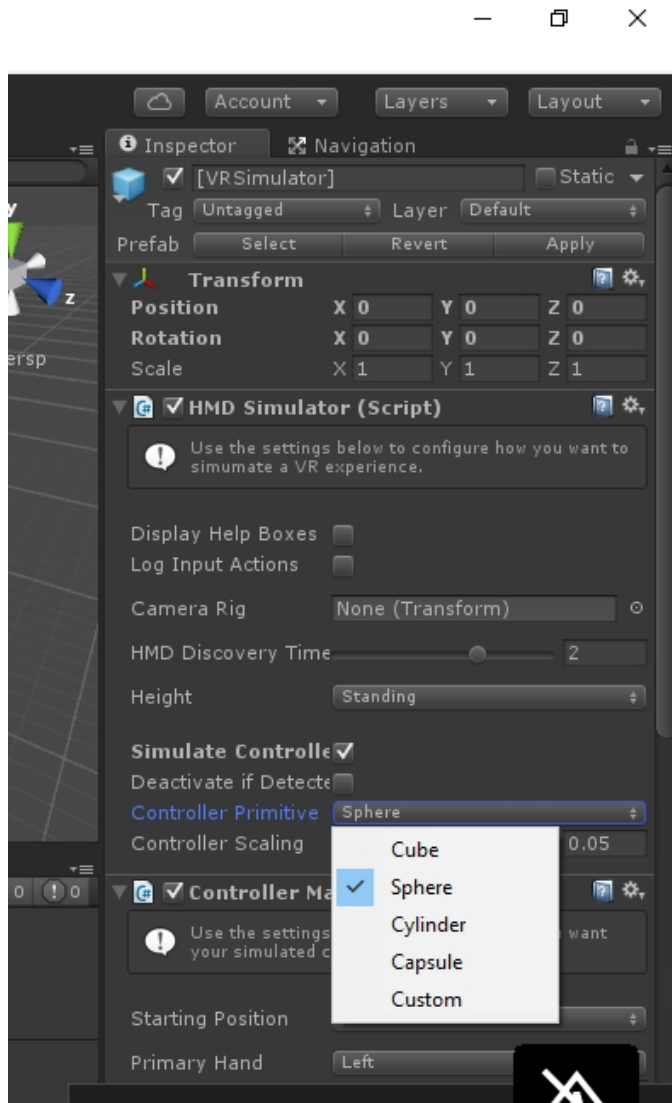 Account Layers Layout
Inspector Navigation
[VRSimulator] Static
y
Tag Untagged Layer Default
Prefab Select Revert Apply
z
Transform
Position X 0 Y 0 Z 0
Rotation X 0 Y 0 Z 0
ersp
Scale X 1 Y 1 Z 1
HMD Simulator (Script)
Use the settings below to configure how you want to
simumate a VR experience.
Display Help Boxes
Log Input Actions
Camera Rig None (Transform)
HMD Discovery Time 2
Height Standing
Simulate Controlle
Deactivate if Detecte
Controller Primitive Sphere
Controller Scaling 0.05
Cube
0 0
Controller Ma
Sphere
Use the settings want
your simulated c
Cylinder
Capsule
Custom
Starting Position
Primary Hand Left